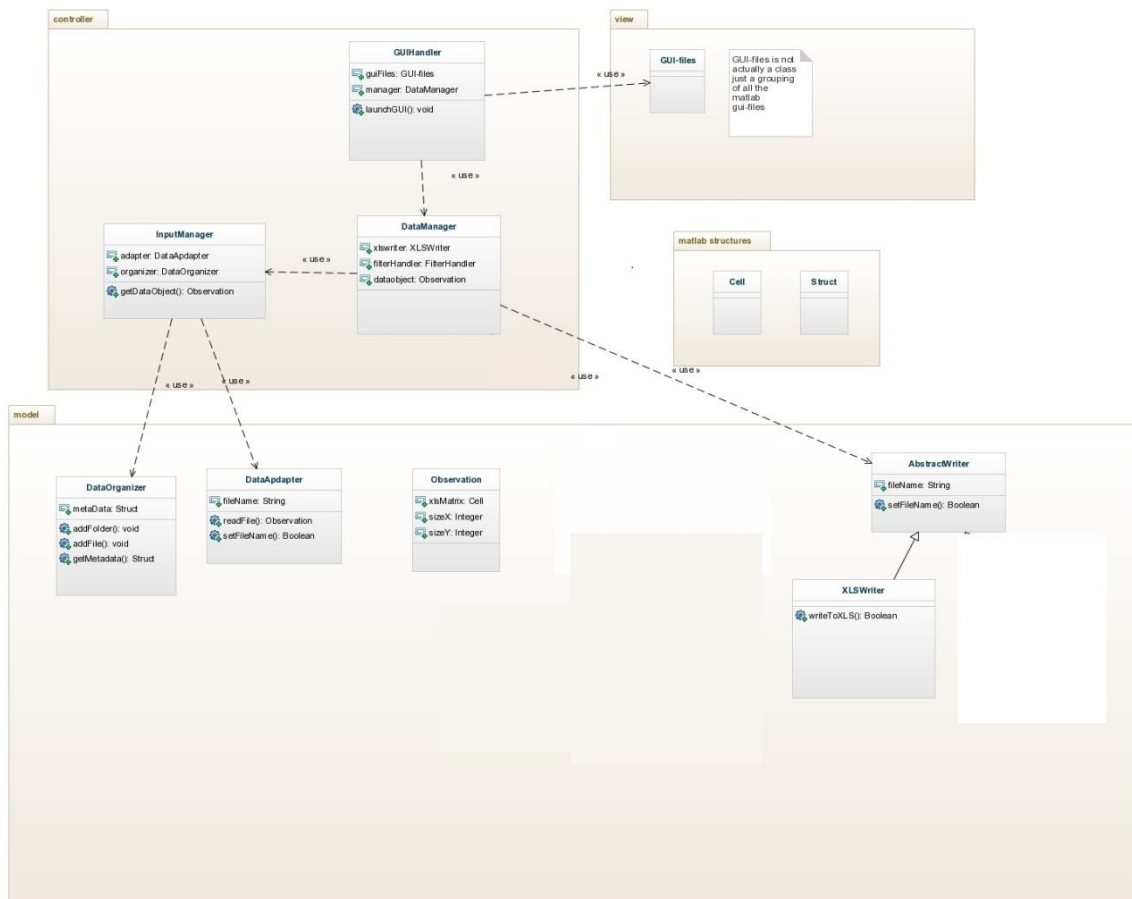 controller
GUIHandler
guiFiles: GUI-files
manager: DataManager
launchGUI(): void
« use »
« use »
InputManager
adapter: DataApdapter
organizer: DataOrganizer
getDataObject(): Observation
« use »
DataManager
xlswriter: XLSWriter
filterHandler: FilterHandler
dataobject: Observation
« use »
« use »
« use »
« use »
view
GUI-files
GUI-files is not
actually a class
just a grouping
of all the
matlab
gui-files
matlab structures
Cell
Struct
model
DataOrganizer
metaData: Struct
addFolder(): void
addFile(): void
getMetadata(): Struct
DataApdapter
fileName: String
readFile(): Observation
setFileName(): Boolean
Observation
xlsMatrix: Cell
sizeX: Integer
sizeY: Integer
AbstractWriter
fileName: String
setFileName(): Boolean
XLSWriter
writeToXLS(): Boolean